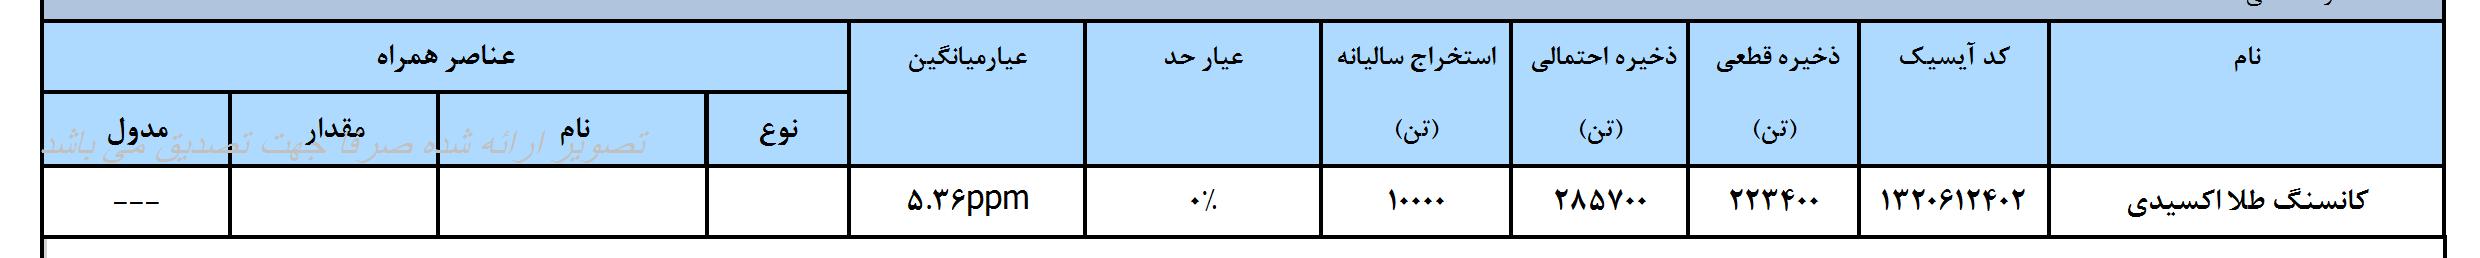 نام	کد آیسیک	ذخیره قطعی (تن)	ذخیره احتمالی (تن)	استخراج سالیانه (تن)	عیار حد	عیارمیانگین	عناصر همراه
نوع	نام	مقدار	مدول
تصویر ارائه شده صرفا جهت تصدیق می باشد
کانسنگ طلا اکسیدی	۱۳۲۰۶۱۲۴۰۲	۲۲۳۴۰۰	۲۸۵۷۰۰	۱۰۰۰۰	۰٪	۵.۳۶ppm	---